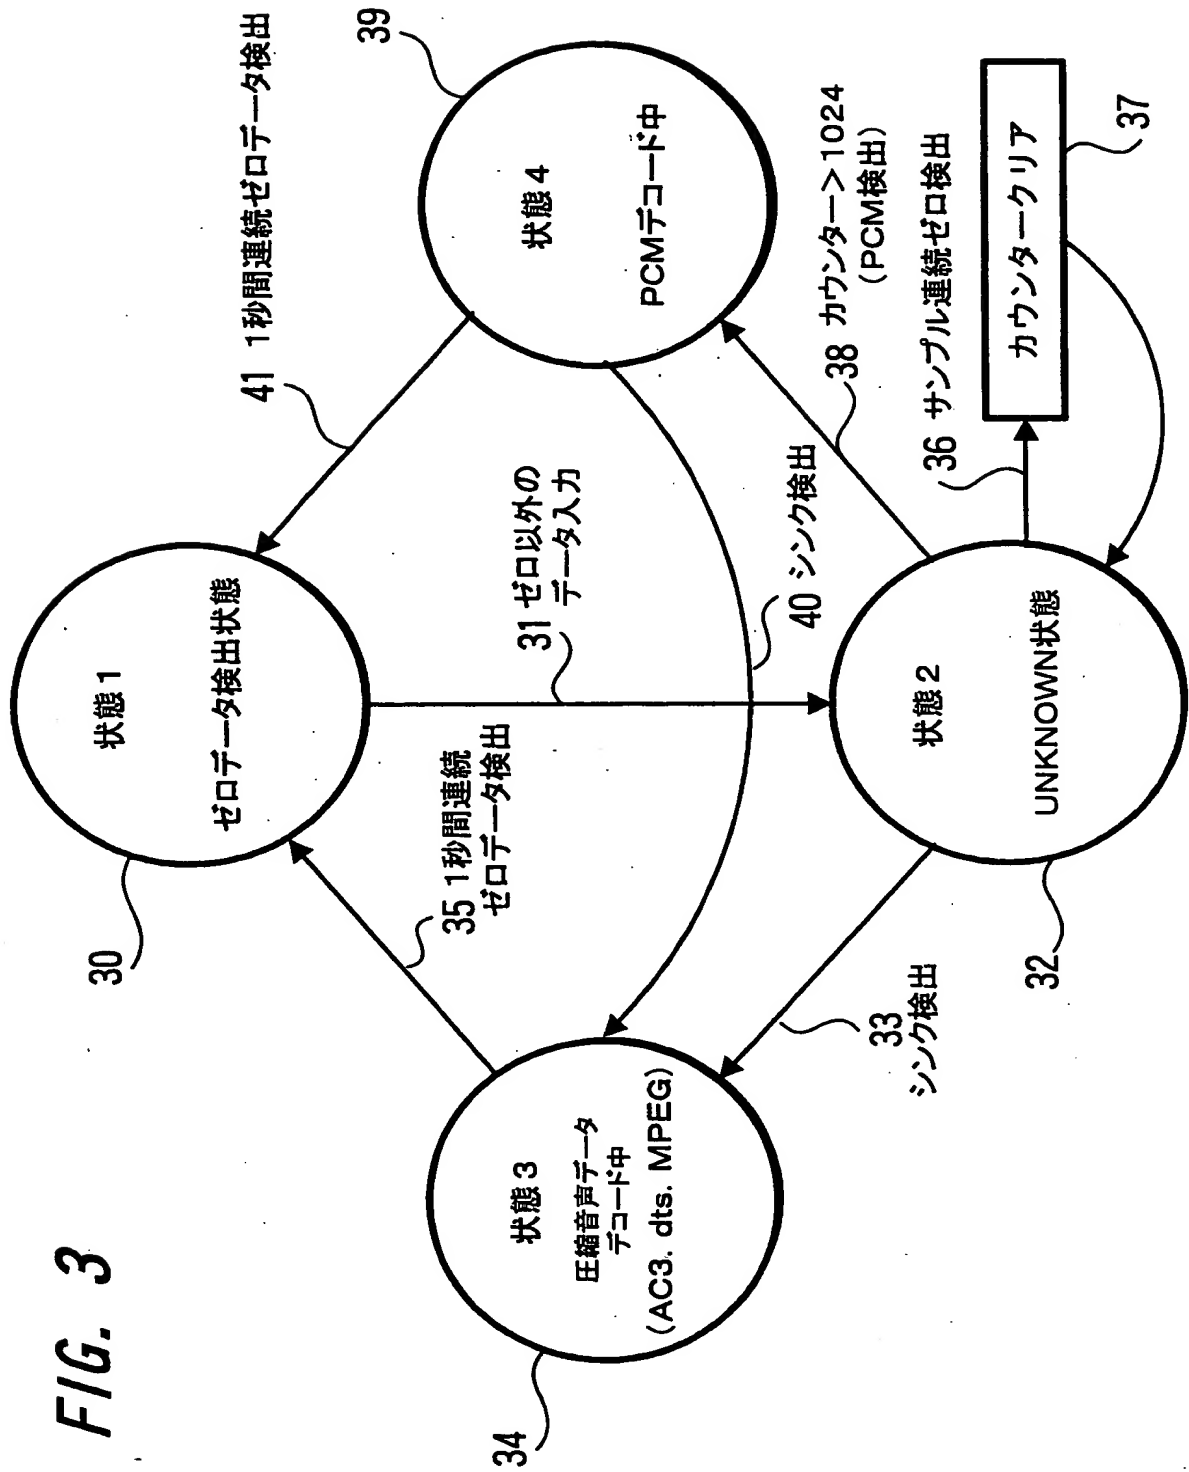 FIG. 3
30
状態1
ゼロデータ検出状態
41 1秒間連続ゼロデータ検出
39
状態4
PCMデコード中
35 1秒間連続
ゼロデータ検出
31 ゼロ以外の
データ入力
34
状態3
圧縮音声データ
デコード中
(AC3. dts. MPEG)
40 シンク検出
38 カウンター>1024
(PCM検出)
33
シンク検出
32
状態2
UNKNOWN状態
36 サンプル連続ゼロ検出
カウンタークリア
37